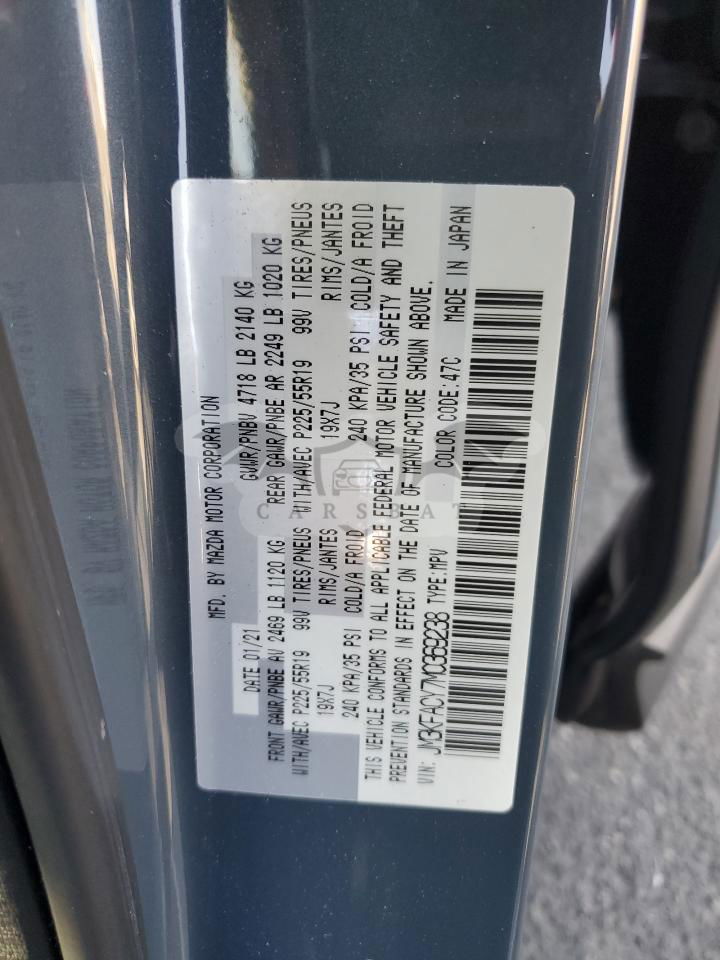 MFD. BY MAZDA MOTOR CORPORATION
DATE 01/21 GWWR/PNBV 4718 LB 2140 KG
FRONT GAWR/PNBE AV 2469 LB 1120 KG REAR GAWR/PNBE AR 2249 LB 1020 KG
WITH/AVEC P225/55R19 99V TIRES/PNEUS WITH/AVEC P225/55R19 99V TIRES/PNEUS
19X7J RIMS/JANTES 19X7J RIMS/JANTES
240 KPA/35 PSI COLD/A FROID 240 KPA/35 PSI COLD/A FROID
THIS VEHICLE CONFORMS TO ALL APPLICABLE FEDERAL MOTOR VEHICLE SAFETY AND THEFT
PREVENTION STANDARDS IN EFFECT ON THE DATE OF MANUFACTURE SHOWN ABOVE.
VIN: JM3KFACY7M0369238 TYPE:MPV COLOR CODE:47C MADE IN JAPAN
CARSBAT